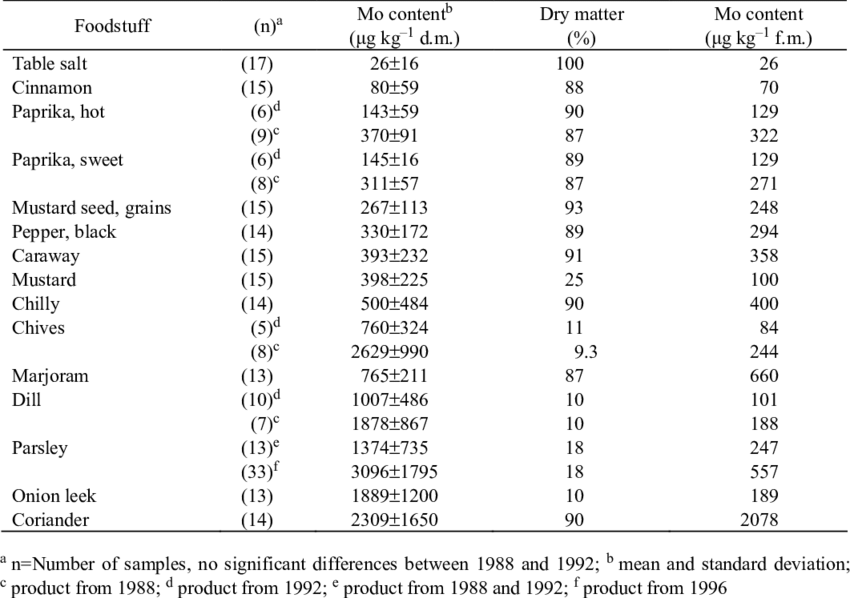 Foodstuff (n)ᵃ Mo contentᵇ (µg kg⁻¹ d.m.) Dry matter (%) Mo content (µg kg⁻¹ f.m.)
Table salt (17) 26±16 100 26
Cinnamon (15) 80±59 88 70
Paprika, hot (6)ᵈ 143±59 90 129
(9)ᶜ 370±91 87 322
Paprika, sweet (6)ᵈ 145±16 89 129
(8)ᶜ 311±57 87 271
Mustard seed, grains (15) 267±113 93 248
Pepper, black (14) 330±172 89 294
Caraway (15) 393±232 91 358
Mustard (15) 398±225 25 100
Chilly (14) 500±484 90 400
Chives (5)ᵈ 760±324 11 84
(8)ᶜ 2629±990 9.3 244
Marjoram (13) 765±211 87 660
Dill (10)ᵈ 1007±486 10 101
(7)ᶜ 1878±867 10 188
Parsley (13)ᵉ 1374±735 18 247
(33)ᶠ 3096±1795 18 557
Onion leek (13) 1889±1200 10 189
Coriander (14) 2309±1650 90 2078
ᵃ n=Number of samples, no significant differences between 1988 and 1992; ᵇ mean and standard deviation;
ᶜ product from 1988; ᵈ product from 1992; ᵉ product from 1988 and 1992; ᶠ product from 1996